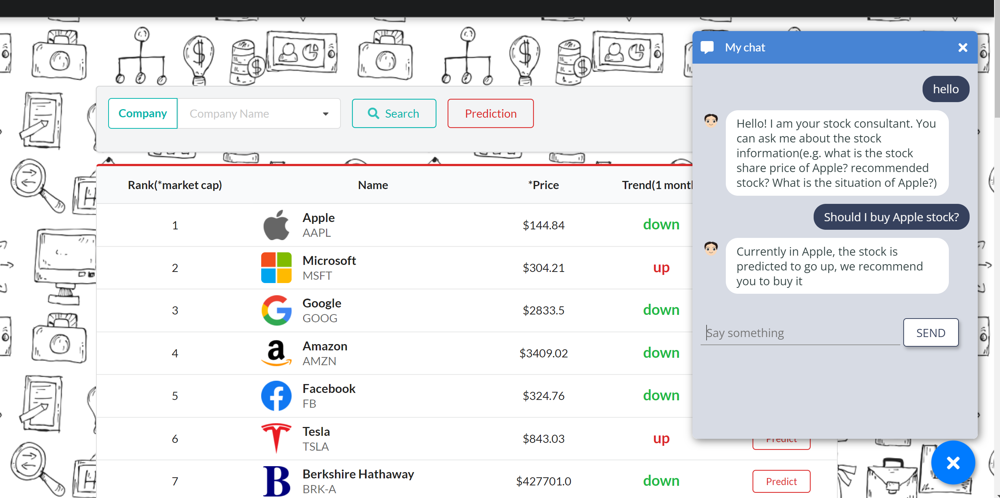 Company
Company Name
Search
Prediction
Rank(*market cap)
Name
*Price
Trend(1 month
1
Apple
AAPL
$144.84
down
2
Microsoft
MSFT
$304.21
up
3
Google
GOOG
$2833.5
down
4
Amazon
AMZN
$3409.02
down
5
Facebook
FB
$324.76
down
6
Tesla
TSLA
$843.03
up
Predict
7
Berkshire Hathaway
BRK-A
$427701.0
down
Predict
My chat
hello
Hello! I am your stock consultant. You
can ask me about the stock
information(e.g. what is the stock
share price of Apple? recommended
stock? What is the situation of Apple?)
Should I buy Apple stock?
Currently in Apple, the stock is
predicted to go up, we recommend
you to buy it
Say something
SEND